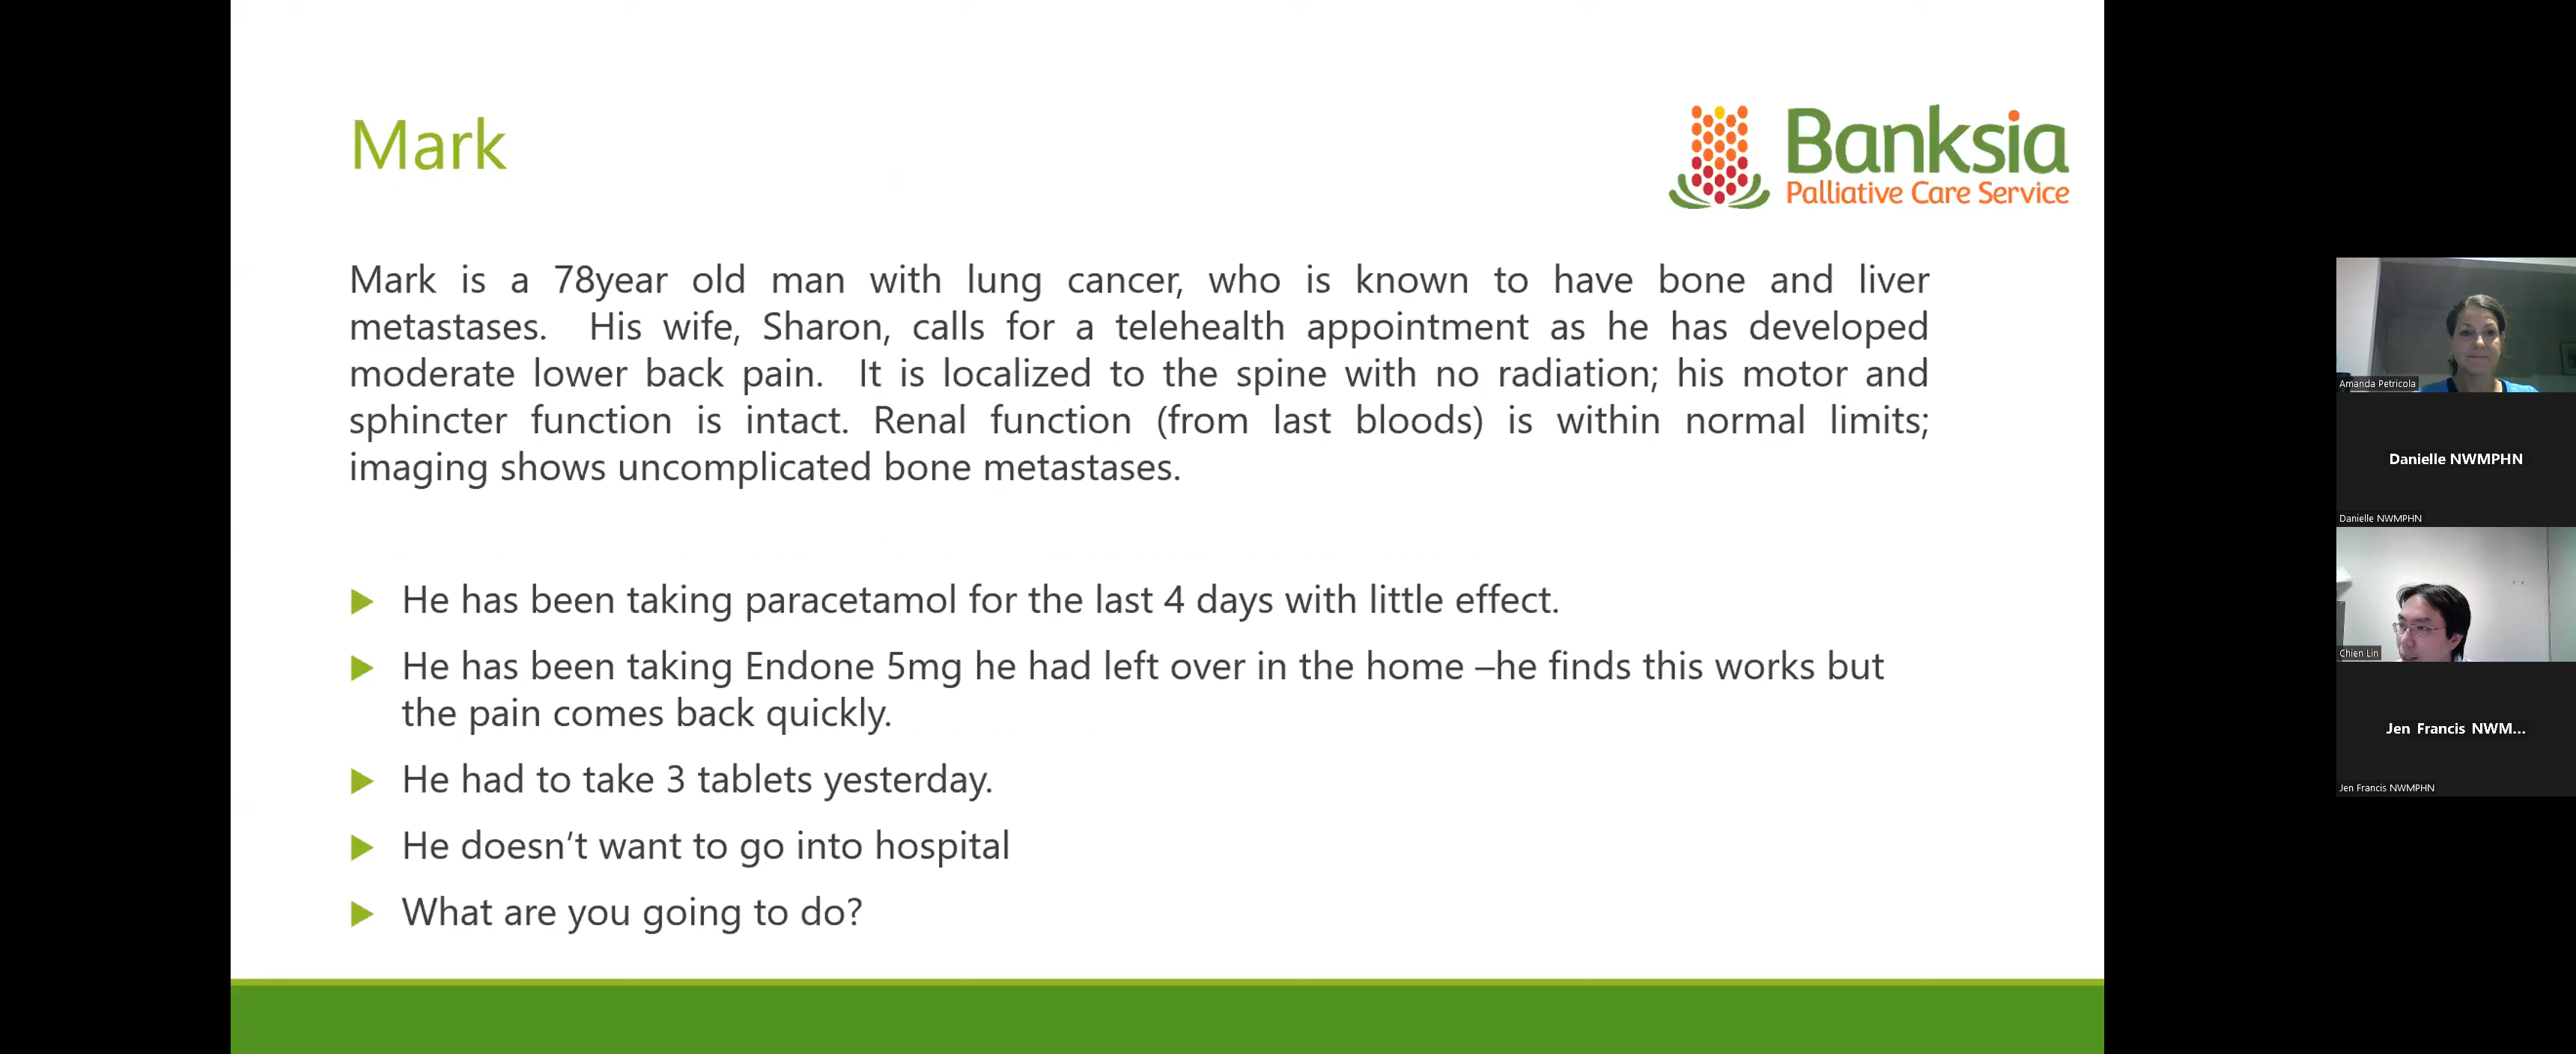 Mark
Banksia
Palliative Care Service
Mark is a 78year old man with lung cancer, who is known to have bone and liver
metastases. His wife, Sharon, calls for a telehealth appointment as he has developed
moderate lower back pain. It is localized to the spine with no radiation; his motor and
sphincter function is intact. Renal function (from last bloods) is within normal limits;
imaging shows uncomplicated bone metastases.
He has been taking paracetamol for the last 4 days with little effect.
He has been taking Endone 5mg he had left over in the home –he finds this works but
the pain comes back quickly.
He had to take 3 tablets yesterday.
He doesn’t want to go into hospital
What are you going to do?
Amanda Petricola
Danielle NWMPHN
Danielle NWMPHN
Chien Lin
Jen Francis NWM...
Jen Francis NWMPHN